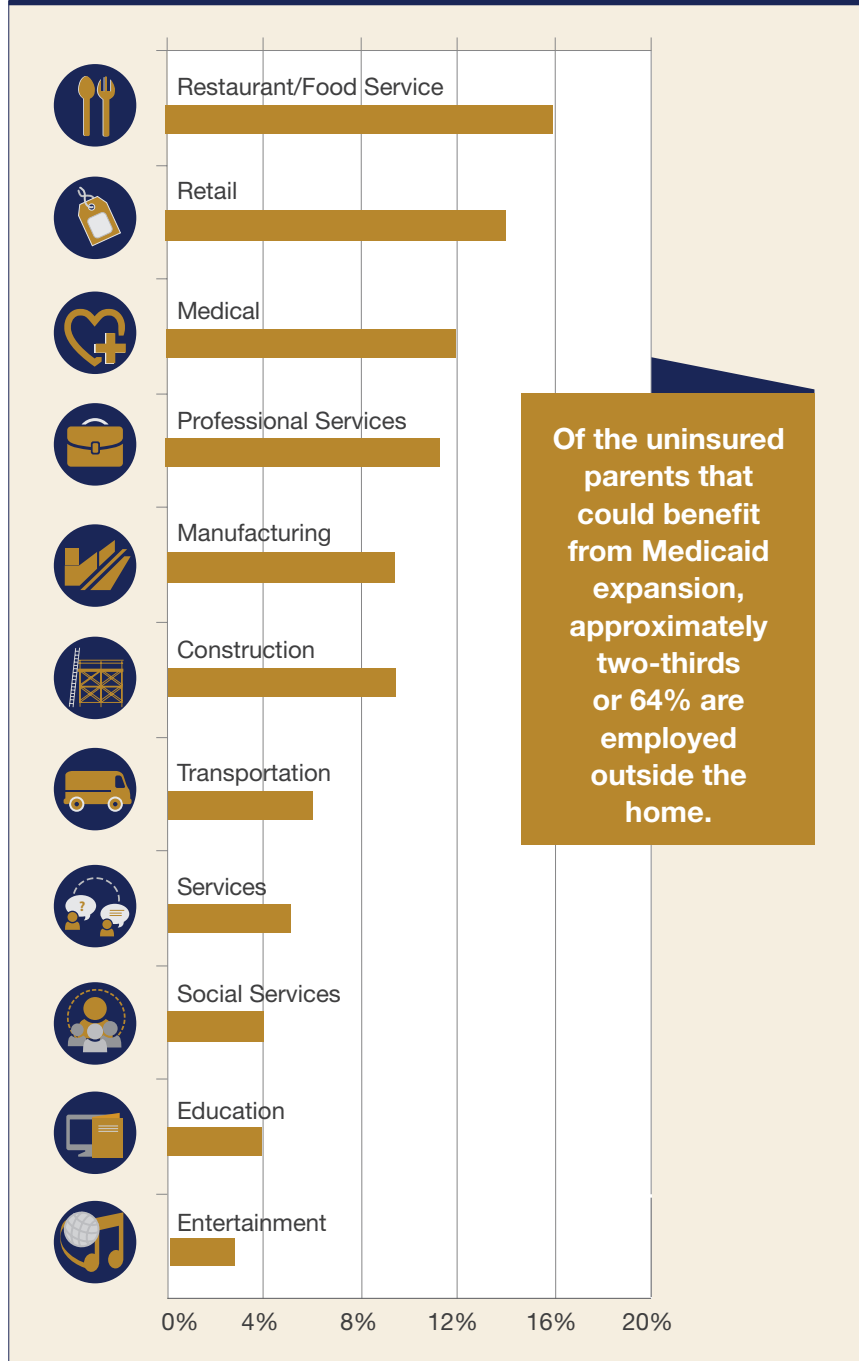 Restaurant/Food Service
Retail
Medical
Professional Services
Manufacturing
Construction
Transportation
Services
?
Social Services
Education
Entertainment
0% 4% 8% 12% 16% 20%
Of the uninsured
parents that
could benefit
from Medicaid
expansion,
approximately
two-thirds
or 64% are
employed
outside the
home.